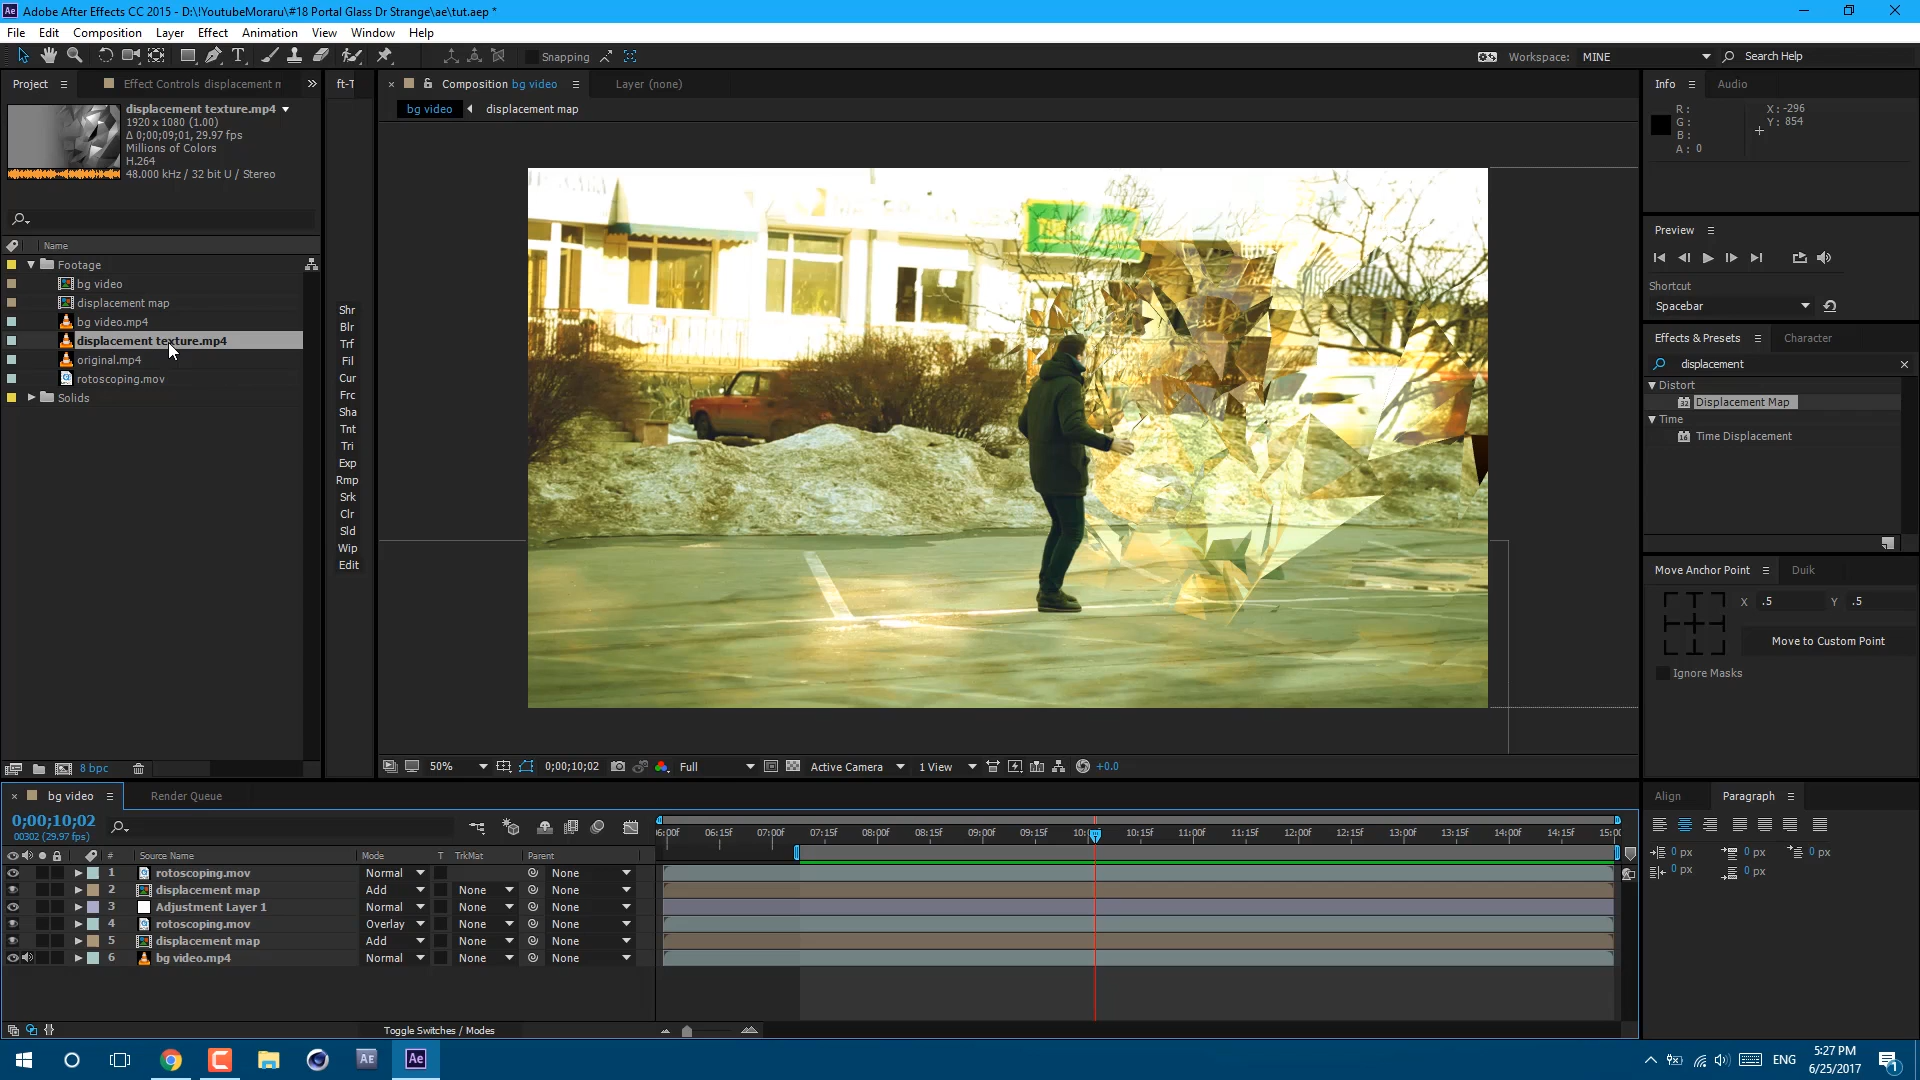 Adobe After Effects CC 2015 - D:\!YoutubeMoraru\#18 Portal Glass Dr Strange\ae\tut.aep *
File Edit Composition Layer Effect Animation View Window Help
Snapping
Workspace: MINE
Search Help
Project
Effect Controls displacement m
ft-T
displacement texture.mp4
1920 x 1080 (1.00)
Δ 0;00;09;01, 29.97 fps
Millions of Colors
H.264
48.000 kHz / 32 bit U / Stereo
Name
Footage
bg video
displacement map
bg video.mp4
displacement texture.mp4
original.mp4
rotoscoping.mov
Solids
8 bpc
Shr
Blr
Trf
Fil
Cur
Frc
Sha
Tnt
Tri
Exp
Rmp
Srk
Clr
Sld
Wip
Edit
Composition bg video
Layer (none)
bg video
displacement map
50%
0;00;10;02
Full
Active Camera
1 View
+0.0
Info
Audio
R :
G :
B :
A : 0
X : -296
Y : 854
Preview
Shortcut
Spacebar
Effects & Presets
Character
displacement
Distort
32 Displacement Map
Time
16 Time Displacement
Move Anchor Point
Duik
X .5 Y .5
Move to Custom Point
Ignore Masks
Align
Paragraph
0 px 0 px 0 px
0 px 0 px
bg video
Render Queue
0;00;10;02
00302 (29.97 fps)
# Source Name Mode T TrkMat Parent
1 rotoscoping.mov Normal None
2 displacement map Add None None
3 Adjustment Layer 1 Normal None None
4 rotoscoping.mov Overlay None None
5 displacement map Add None None
6 bg video.mp4 Normal None None
06:15f 07:00f 07:15f 08:00f 08:15f 09:00f 09:15f 10:15f 11:00f 11:15f 12:00f 12:15f 13:00f 13:15f 14:00f 14:15f
Toggle Switches / Modes
AE
Ae
ENG
5:27 PM
6/25/2017
1